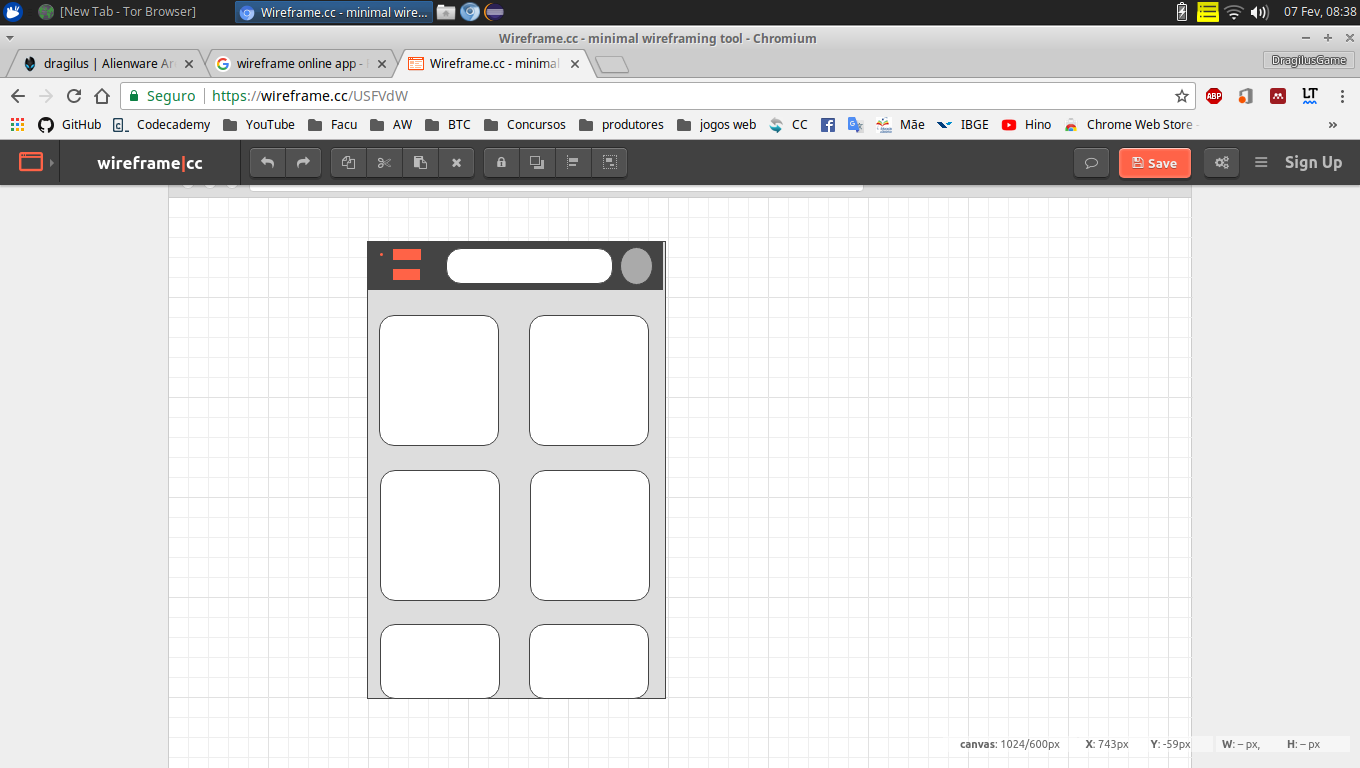 [New Tab - Tor Browser] Wireframe.cc - minimal wire... 07 Fev, 08:38
Wireframe.cc - minimal wireframing tool - Chromium
dragilus | Alienware Ar wireframe online app - Wireframe.cc - minimal DragilusGame
Seguro https://wireframe.cc/USFVdW ABP LT
GitHub C_ Codecademy YouTube Facu AW BTC Concursos produtores jogos web CC Mãe IBGE Hino Chrome Web Store - »
wireframe|cc Save Sign Up
canvas: 1024/600px X: 743px Y: -59px W: – px, H: – px